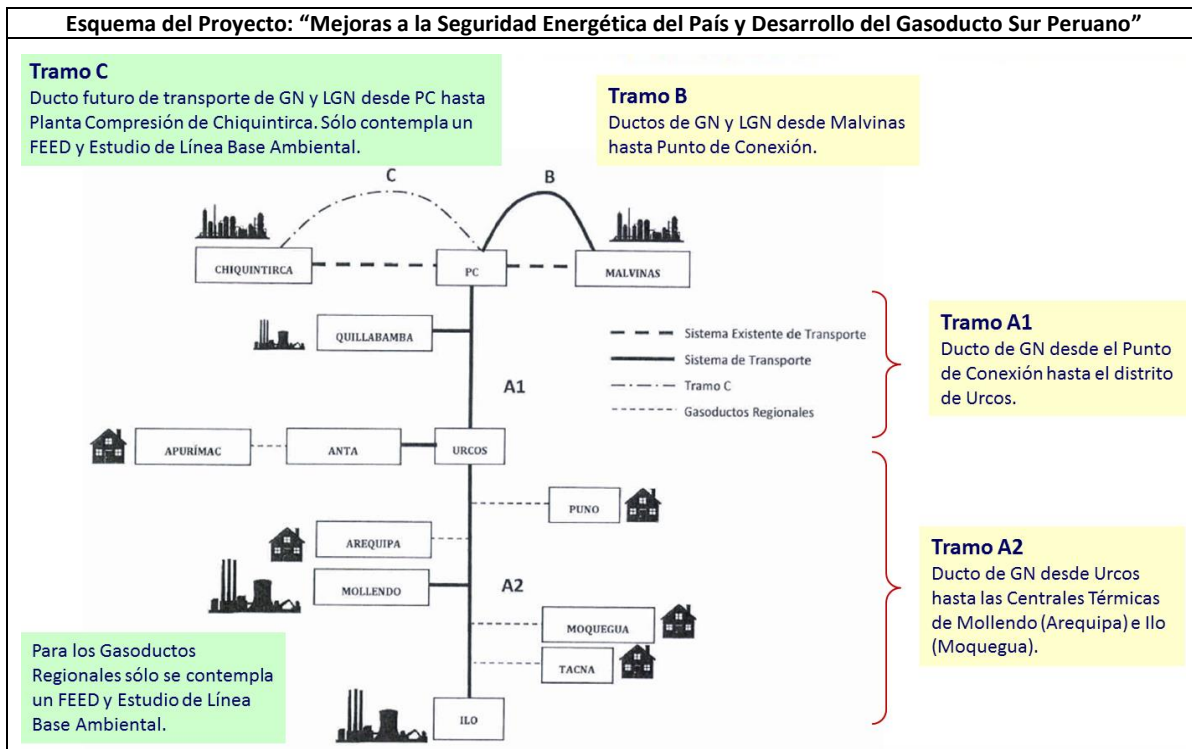 Esquema del Proyecto: “Mejoras a la Seguridad Energética del País y Desarrollo del Gasoducto Sur Peruano”
Tramo C
Ducto futuro de transporte de GN y LGN desde PC hasta
Planta Compresión de Chiquintirca. Sólo contempla un
FEED y Estudio de Línea Base Ambiental.
Tramo B
Ductos de GN y LGN desde Malvinas
hasta Punto de Conexión.
C
B
CHIQUINTIRCA
PC
MALVINAS
QUILLABAMBA
Sistema Existente de Transporte
Sistema de Transporte
Tramo C
Gasoductos Regionales
Tramo A1
Ducto de GN desde el Punto
de Conexión hasta el distrito
de Urcos.
A1
APURÍMAC
ANTA
URCOS
PUNO
AREQUIPA
MOLLENDO
A2
MOQUEGUA
TACNA
ILO
Tramo A2
Ducto de GN desde Urcos
hasta las Centrales Térmicas
de Mollendo (Arequipa) e Ilo
(Moquegua).
Para los Gasoductos
Regionales sólo se contempla
un FEED y Estudio de Línea
Base Ambiental.